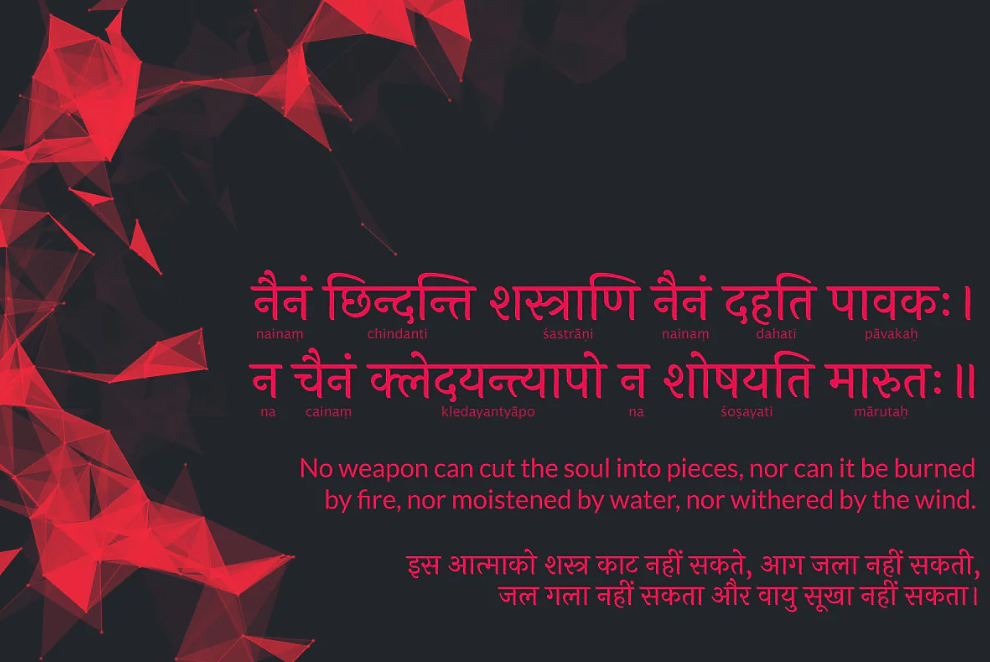 नैनं छिन्दन्ति शस्त्राणि नैनं दहति पावकः।
nainaṃ chindanti śastrāṇi nainaṃ dahati pāvakaḥ
न चैनं क्लेदयन्त्यापो न शोषयति मारुतः॥
na cainaṃ kledayantyāpo na śoṣayati mārutaḥ
No weapon can cut the soul into pieces, nor can it be burned
by fire, nor moistened by water, nor withered by the wind.
इस आत्माको शस्त्र काट नहीं सकते, आग जला नहीं सकती,
जल गला नहीं सकता और वायु सूखा नहीं सकता।